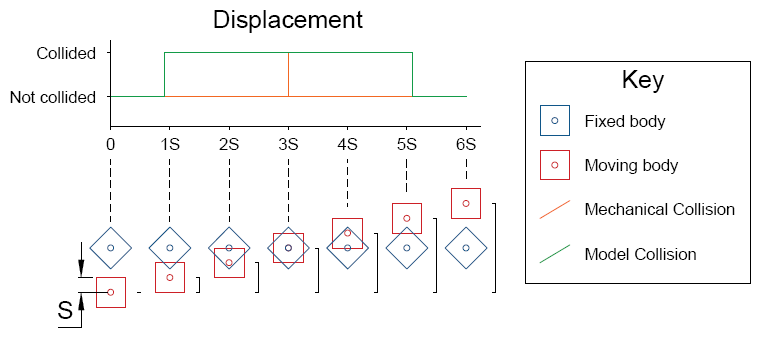 Displacement
Collided
Not collided
0 1S 2S 3S 4S 5S 6S
S
Key
Fixed body
Moving body
Mechanical Collision
Model Collision